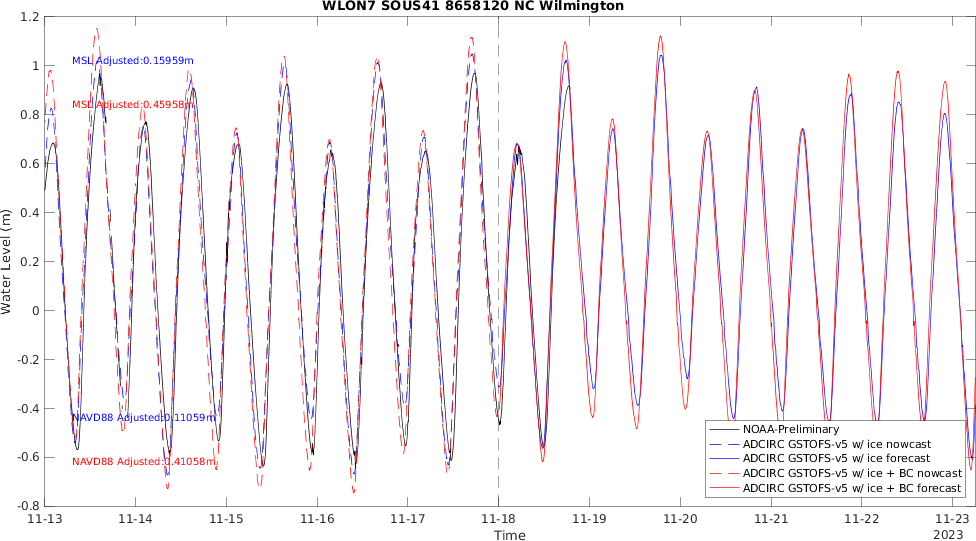 WLON7 SOUS41 8658120 NC Wilmington
1.2
1
0.8
0.6
0.4
0.2
0
-0.2
-0.4
-0.6
-0.8
Water Level (m)
MSL Adjusted:0.15959m
MSL Adjusted:0.45958m
NAVD88 Adjusted:0.11059m
NAVD88 Adjusted:0.41058m
NOAA-Preliminary
ADCIRC GSTOFS-v5 w/ ice nowcast
ADCIRC GSTOFS-v5 w/ ice forecast
ADCIRC GSTOFS-v5 w/ ice + BC nowcast
ADCIRC GSTOFS-v5 w/ ice + BC forecast
11-13 11-14 11-15 11-16 11-17 11-18 11-19 11-20 11-21 11-22 11-23
Time
2023